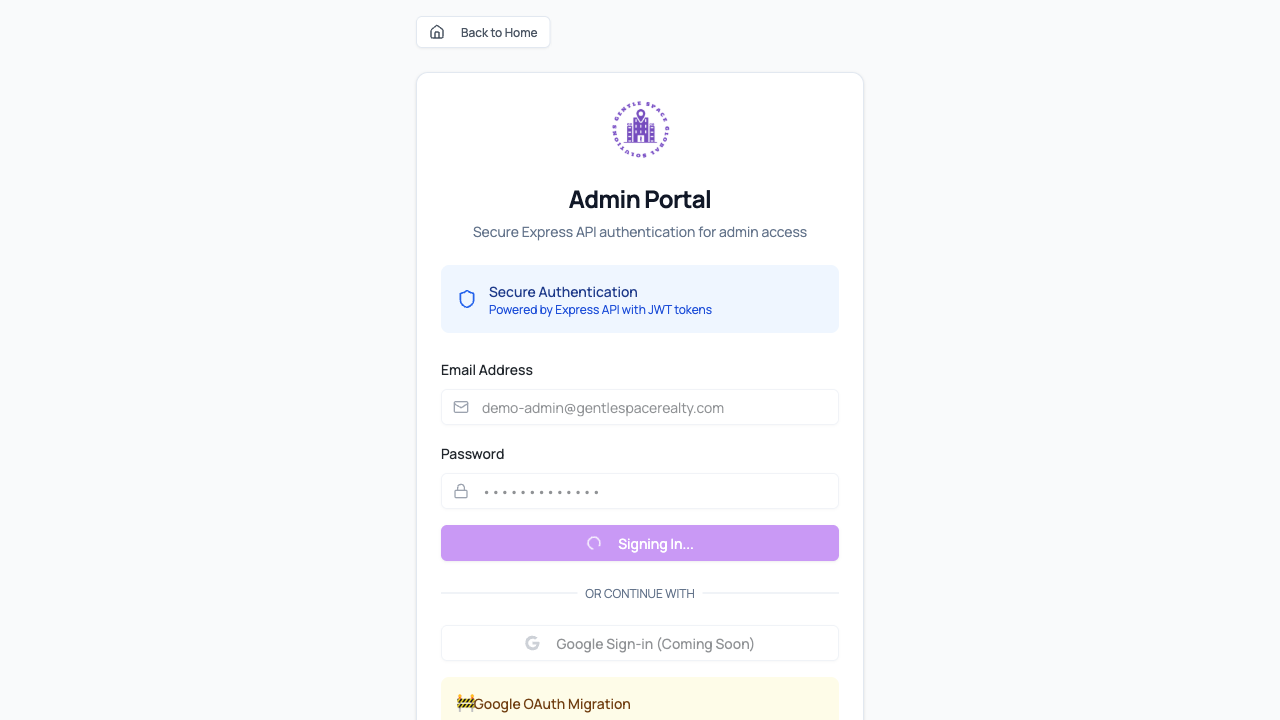 Back to Home
GENTLE SPACE GLOBAL SOLUTIONS
Admin Portal
Secure Express API authentication for admin access
Secure Authentication
Powered by Express API with JWT tokens
Email Address
demo-admin@gentlespacerealty.com
Password
•••••••••••••
Signing In...
OR CONTINUE WITH
Google Sign-in (Coming Soon)
🚧Google OAuth Migration